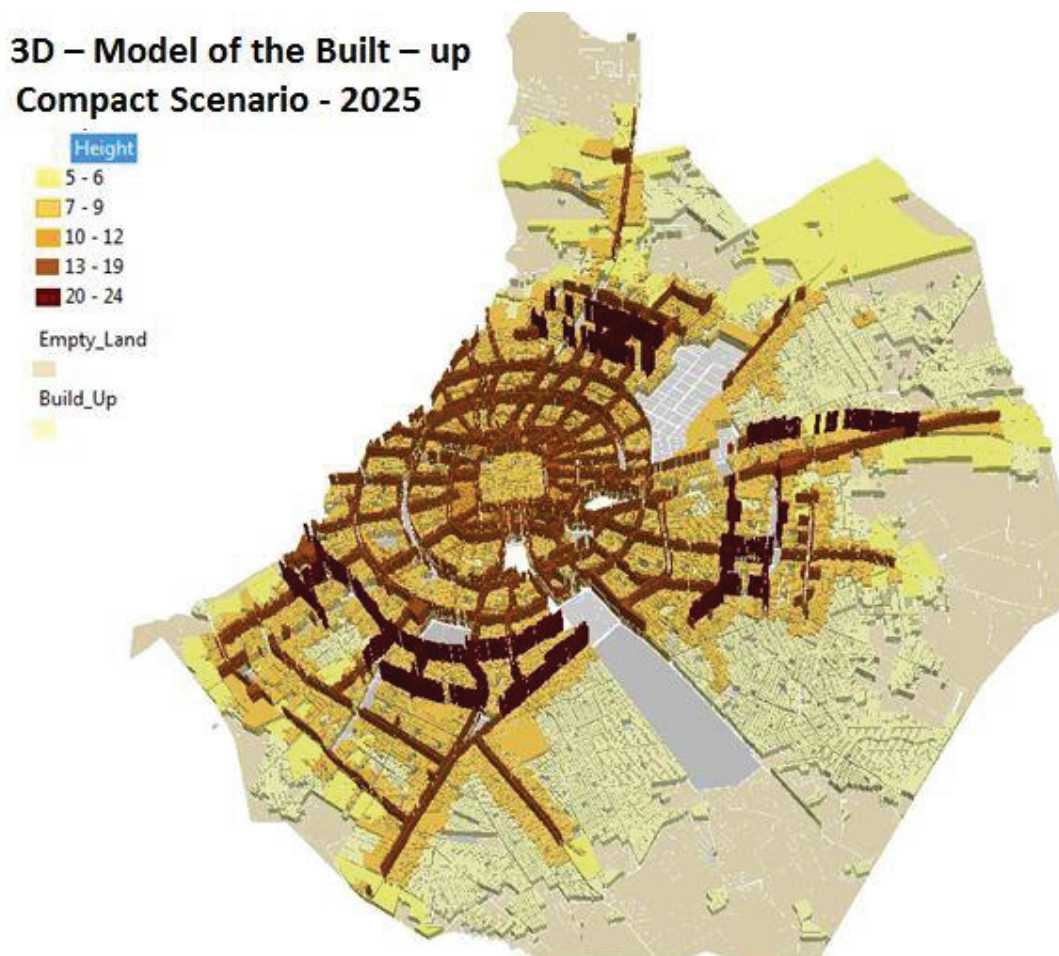 3D – Model of the Built – up
Compact Scenario - 2025
Height
5 - 6
7 - 9
10 - 12
13 - 19
20 - 24
Empty_Land
Build_Up